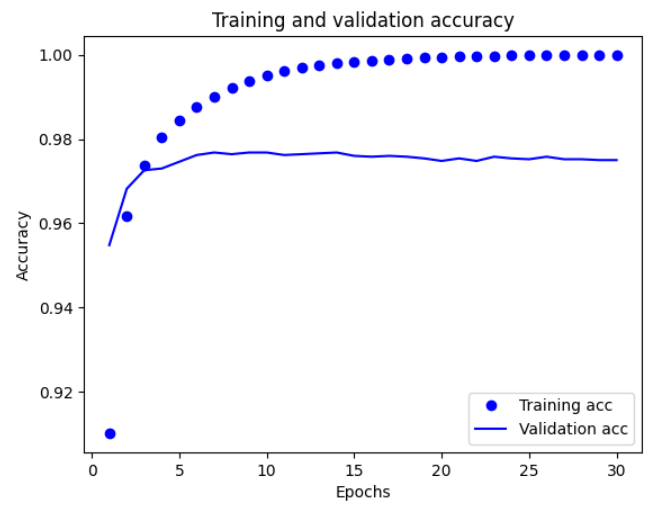 Training and validation accuracy
1.00
0.98
0.96
0.94
0.92
Accuracy
Training acc
Validation acc
0 5 10 15 20 25 30
Epochs